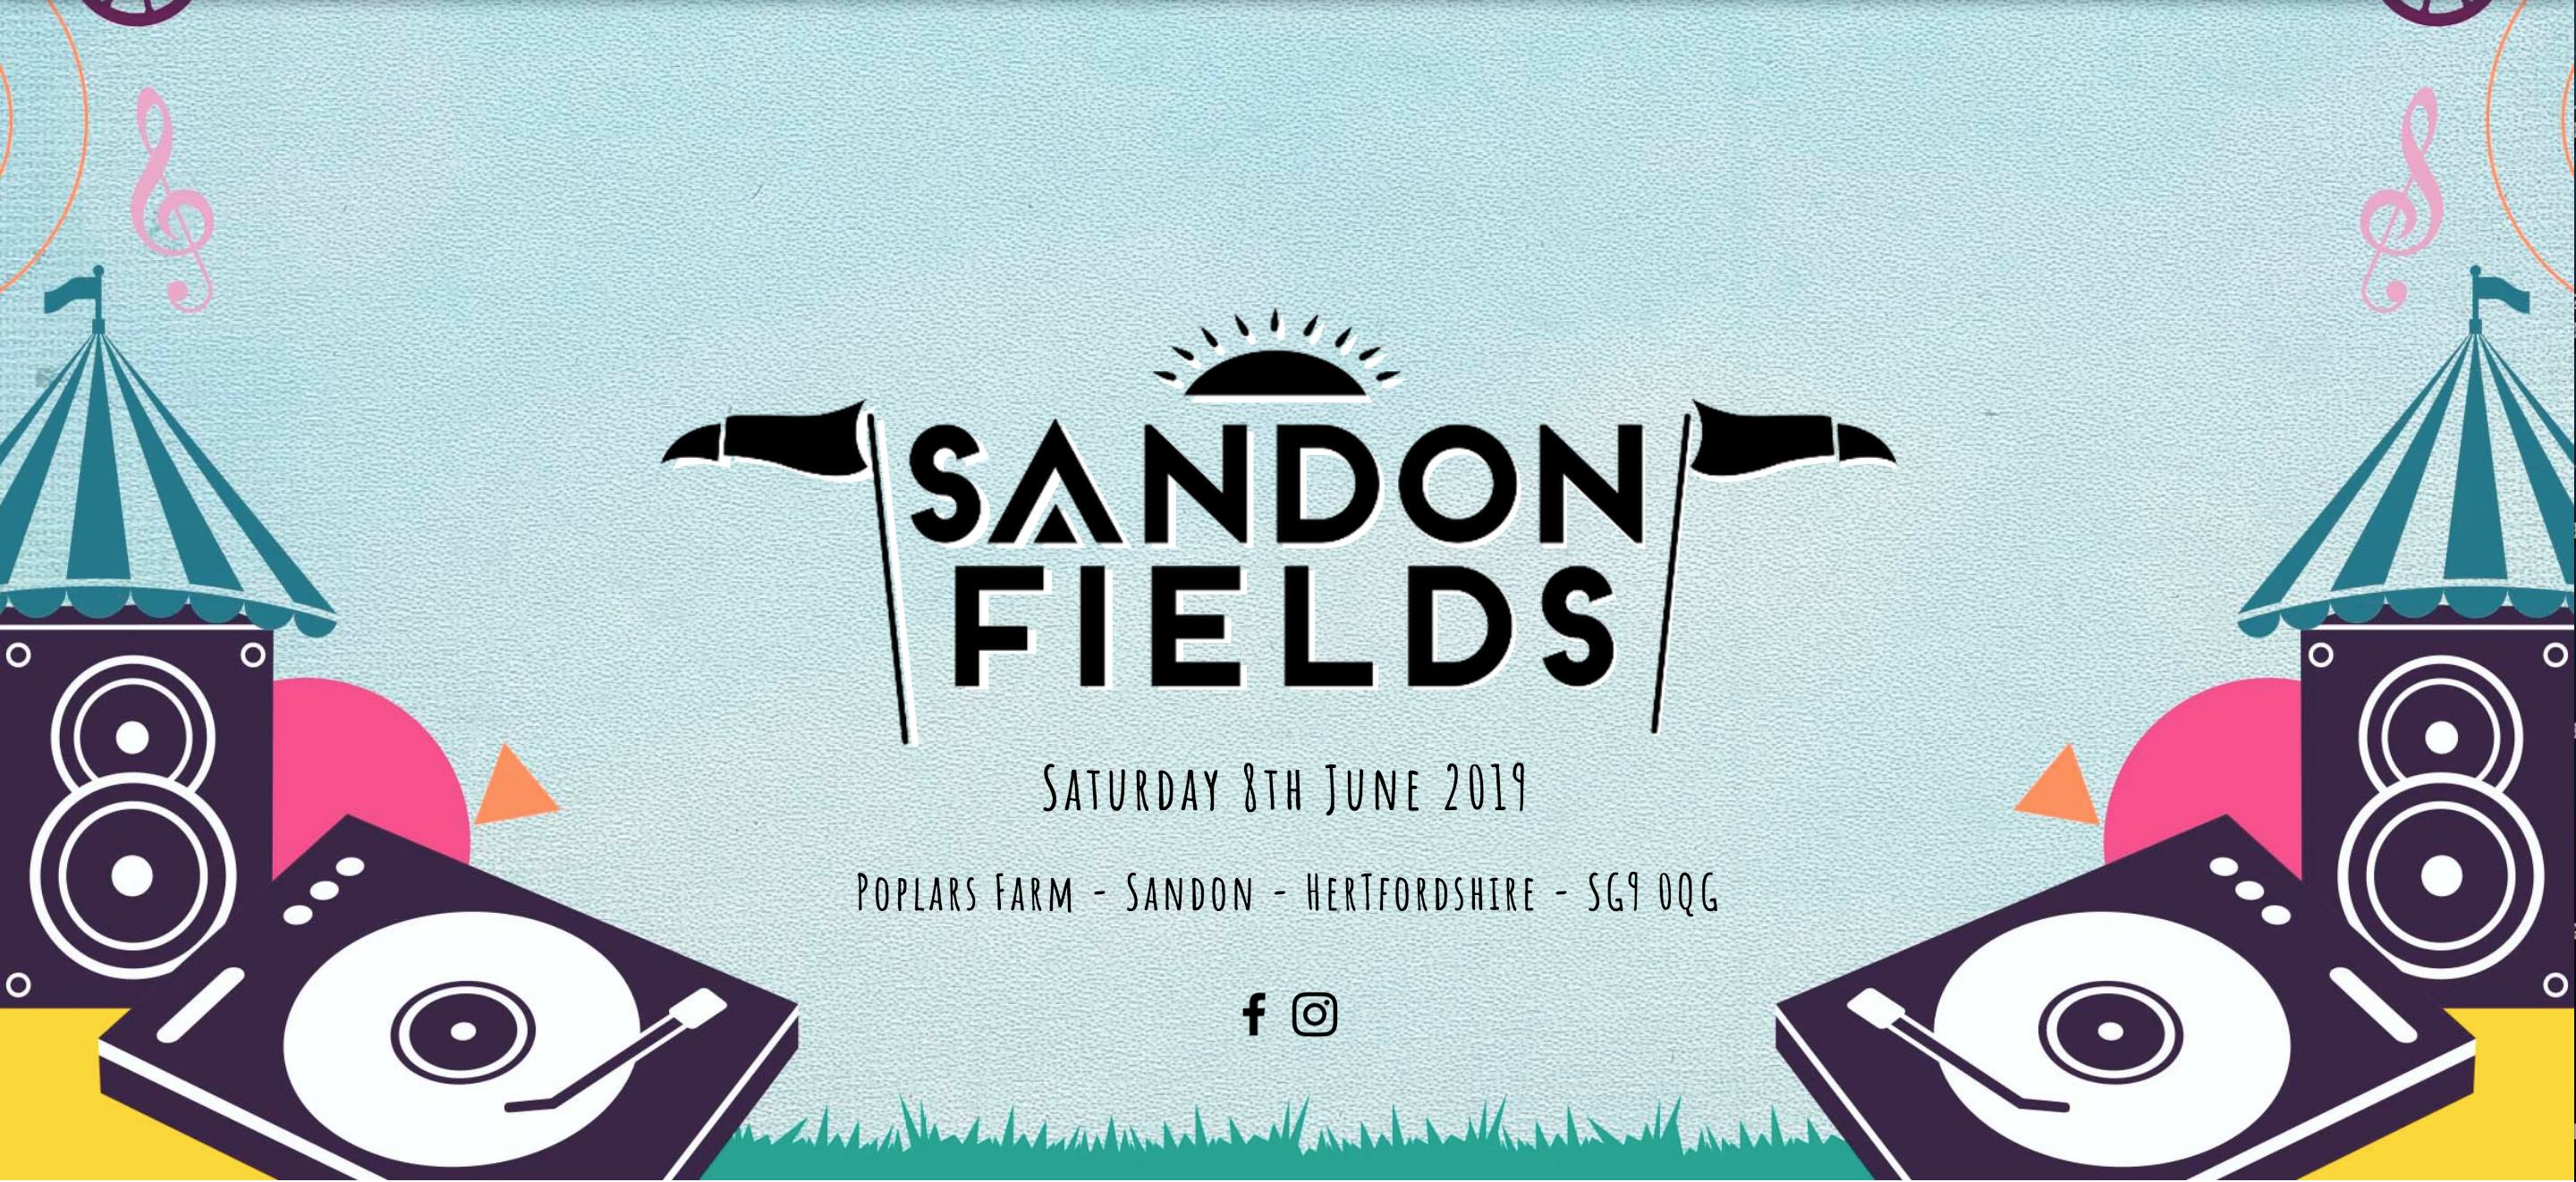 SANDON
FIELDS
Saturday 8th June 2019
Poplars Farm - Sandon - Hertfordshire - SG9 0QG